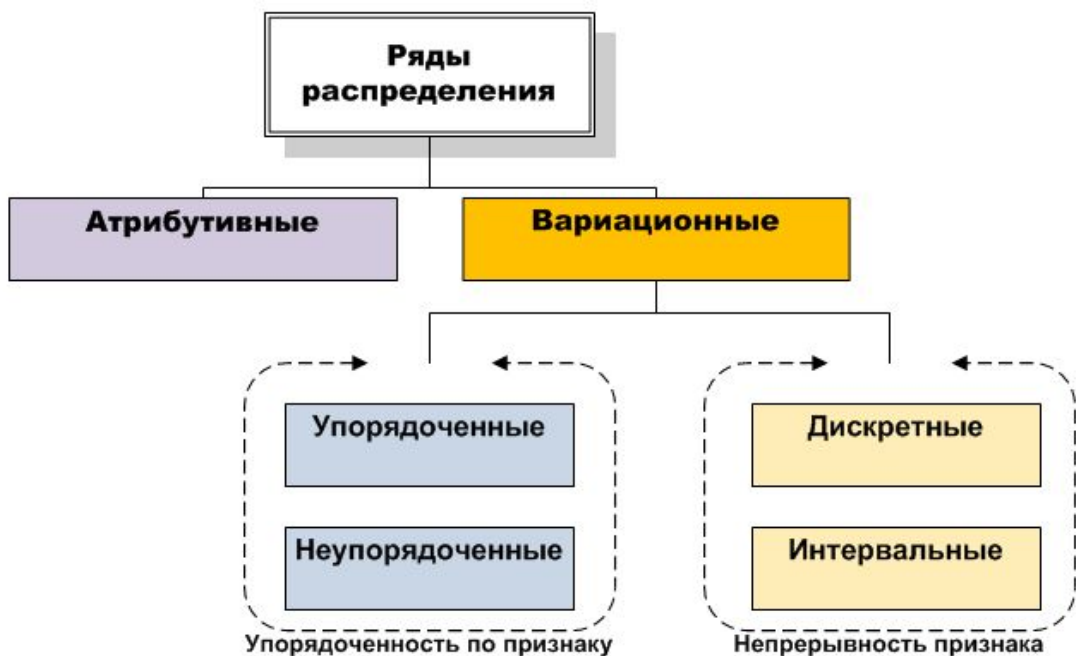 Ряды
распределения
Атрибутивные
Вариационные
Упорядоченные
Неупорядоченные
Упорядоченность по признаку
Дискретные
Интервальные
Непрерывность признака